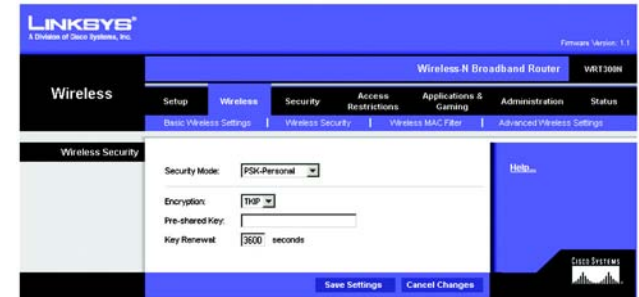 LINKSYS®
A Division of Cisco Systems, Inc.
Firmware Version: 1.1
Wireless-N Broadband Router WRT300N
Wireless
Setup Wireless Security Access Restrictions Applications & Gaming Administration Status
Basic Wireless Settings | Wireless Security | Wireless MAC Filter | Advanced Wireless Settings
Wireless Security
Security Mode: PSK-Personal
Help...
Encryption: TKIP
Pre-shared Key:
Key Renewal: 3600 seconds
Save Settings Cancel Changes
CISCO SYSTEMS